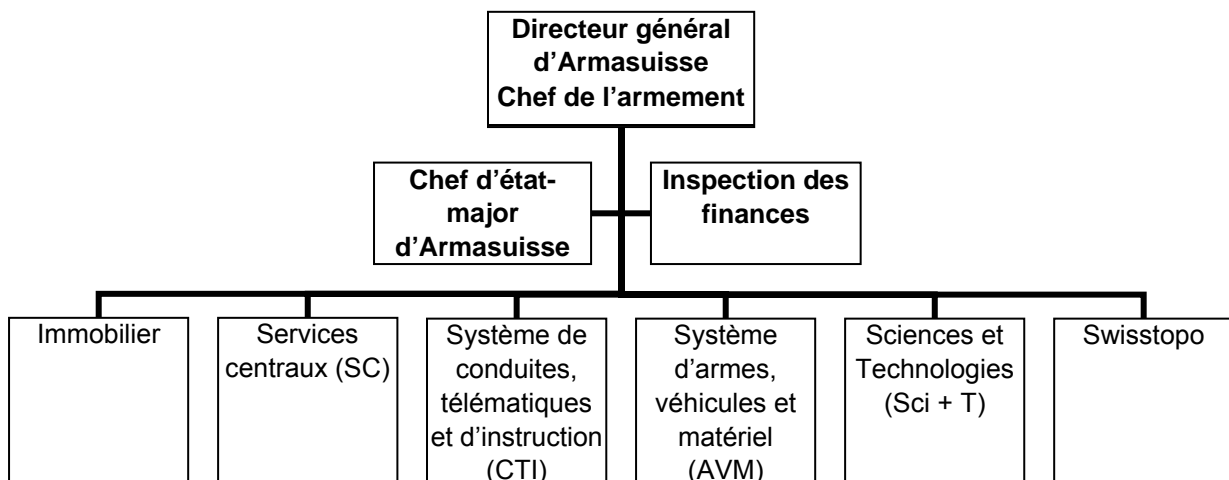 Directeur général
d’Armasuisse
Chef de l’armement
Chef d’état-
major
d’Armasuisse
Inspection des
finances
Immobilier
Services
centraux (SC)
Système de
conduites,
télématiques
et d’instruction
(CTI)
Système
d’armes,
véhicules et
matériel
(AVM)
Sciences et
Technologies
(Sci + T)
Swisstopo